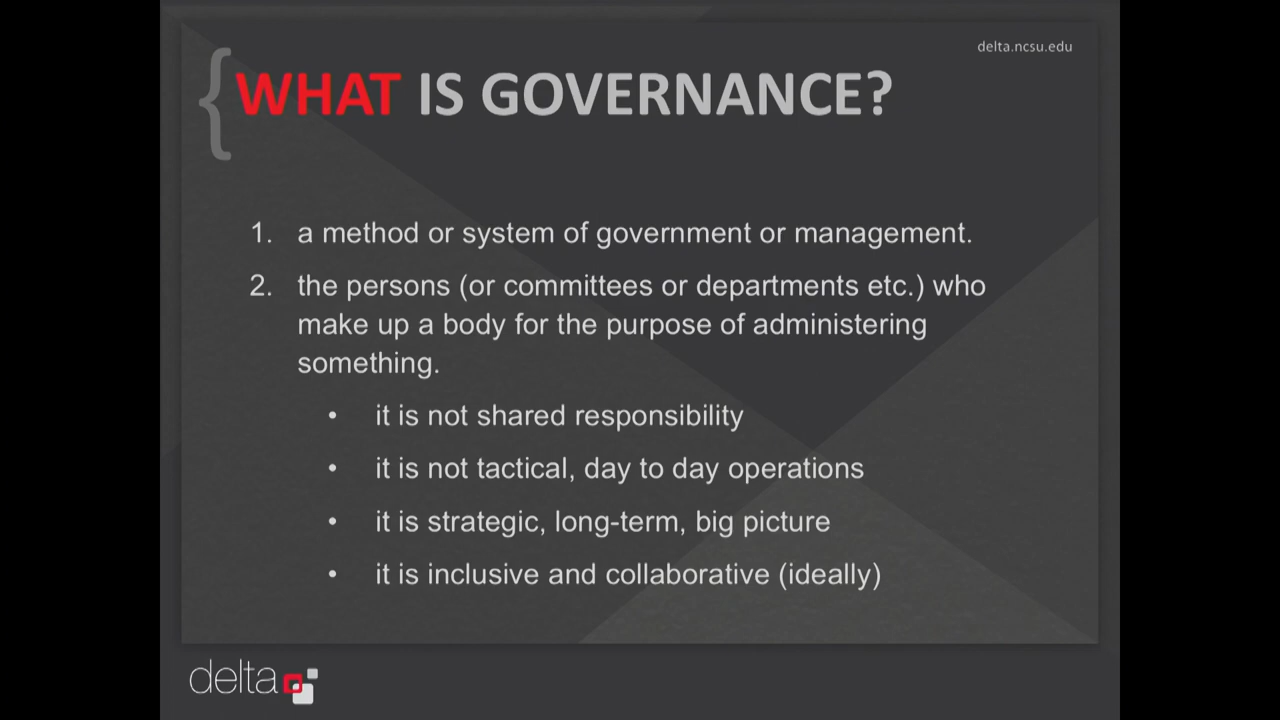 delta.ncsu.edu
{WHAT IS GOVERNANCE?
1. a method or system of government or management.
2. the persons (or committees or departments etc.) who
make up a body for the purpose of administering
something.
• it is not shared responsibility
• it is not tactical, day to day operations
• it is strategic, long-term, big picture
• it is inclusive and collaborative (ideally)
delta